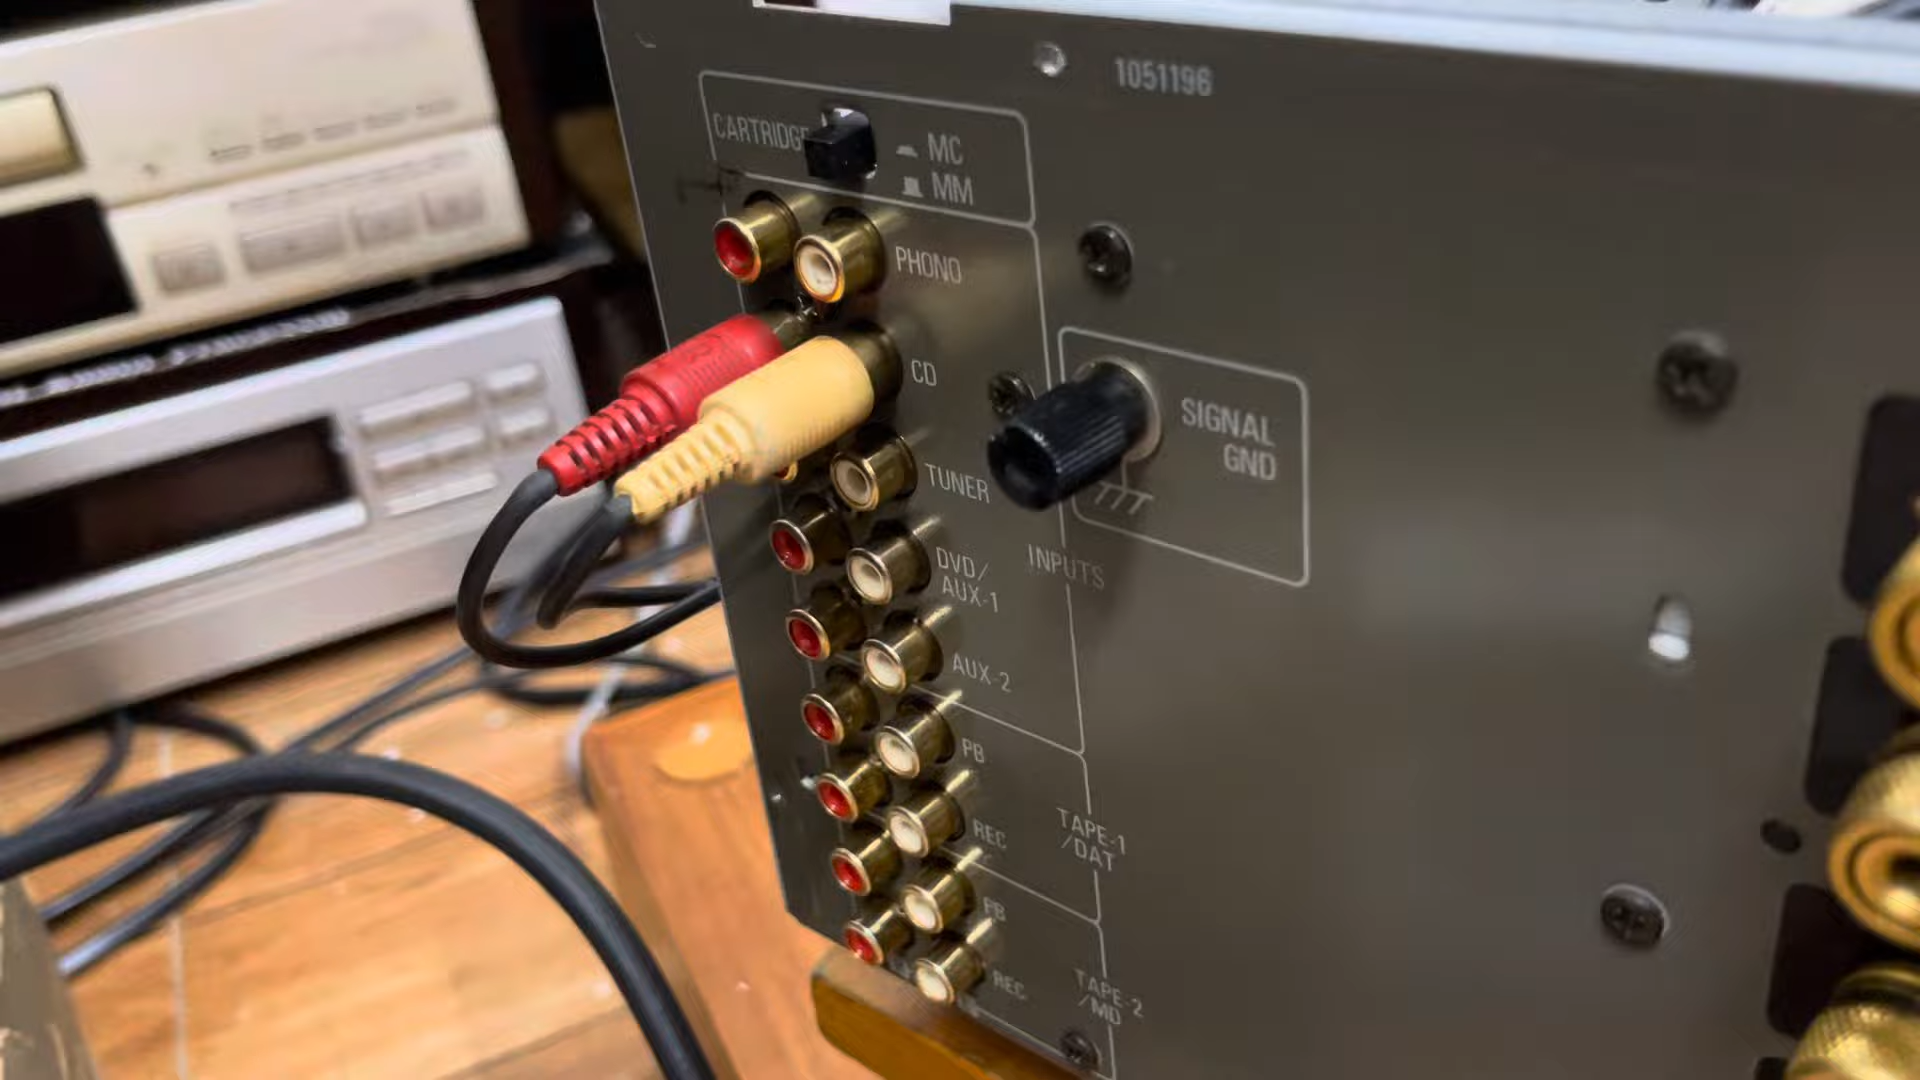 1051196
CARTRIDGE
MC
MM
PHONO
CD
SIGNAL
GND
TUNER
DVD/
AUX-1
INPUTS
AUX-2
PB
REC
TAPE-1
/DAT
PB
REC
TAPE-2
/MD